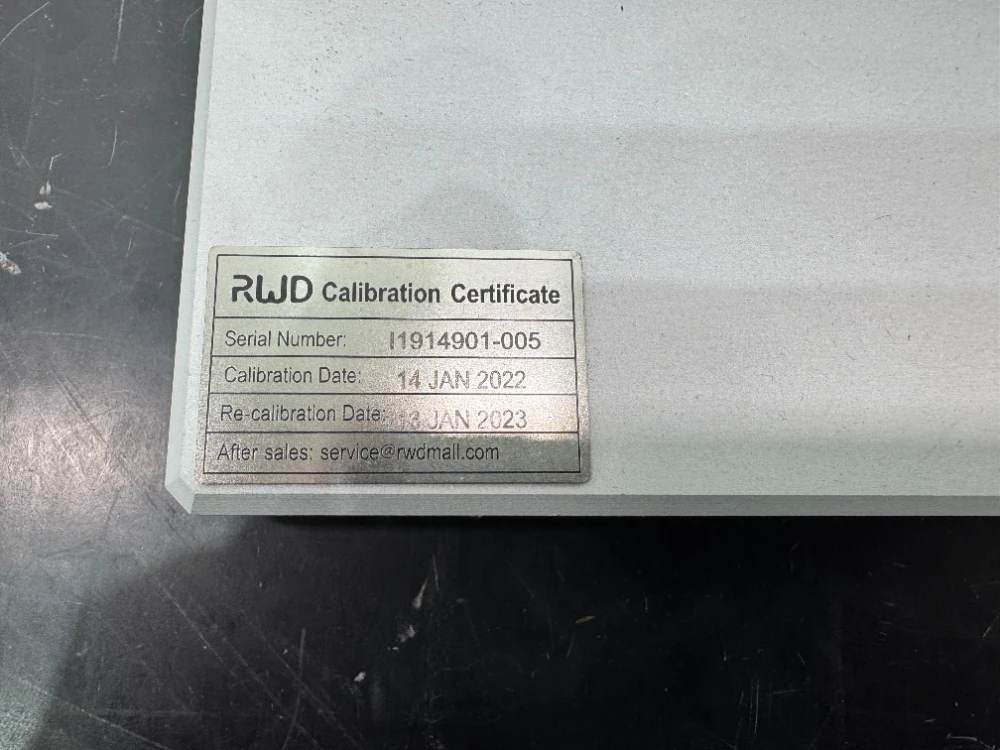 RWD Calibration Certificate
Serial Number: I1914901-005
Calibration Date: 14 JAN 2022
Re-calibration Date: 13 JAN 2023
After sales: service@rwdmall.com